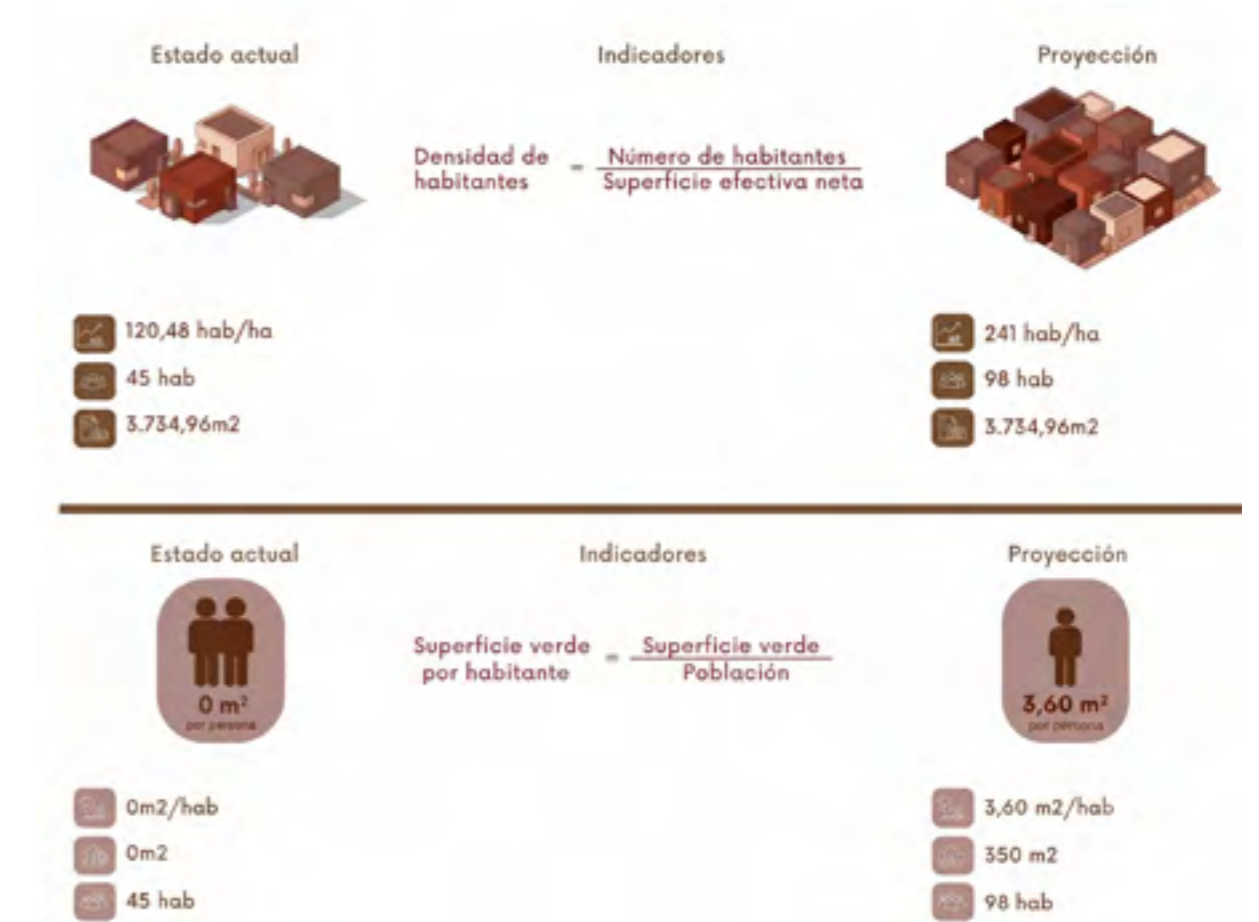 Estado actual
Indicadores
Proyección
Densidad de
habitantes
=
Número de habitantes
Superficie efectiva neta
120,48 hab/ha
45 hab
3.734,96m2
241 hab/ha
98 hab
3.734,96m2
Estado actual
Indicadores
Proyección
0 m²
por persona
Superficie verde
por habitante
=
Superficie verde
Población
3,60 m²
por persona
0m2/hab
0m2
45 hab
3,60 m2/hab
350 m2
98 hab